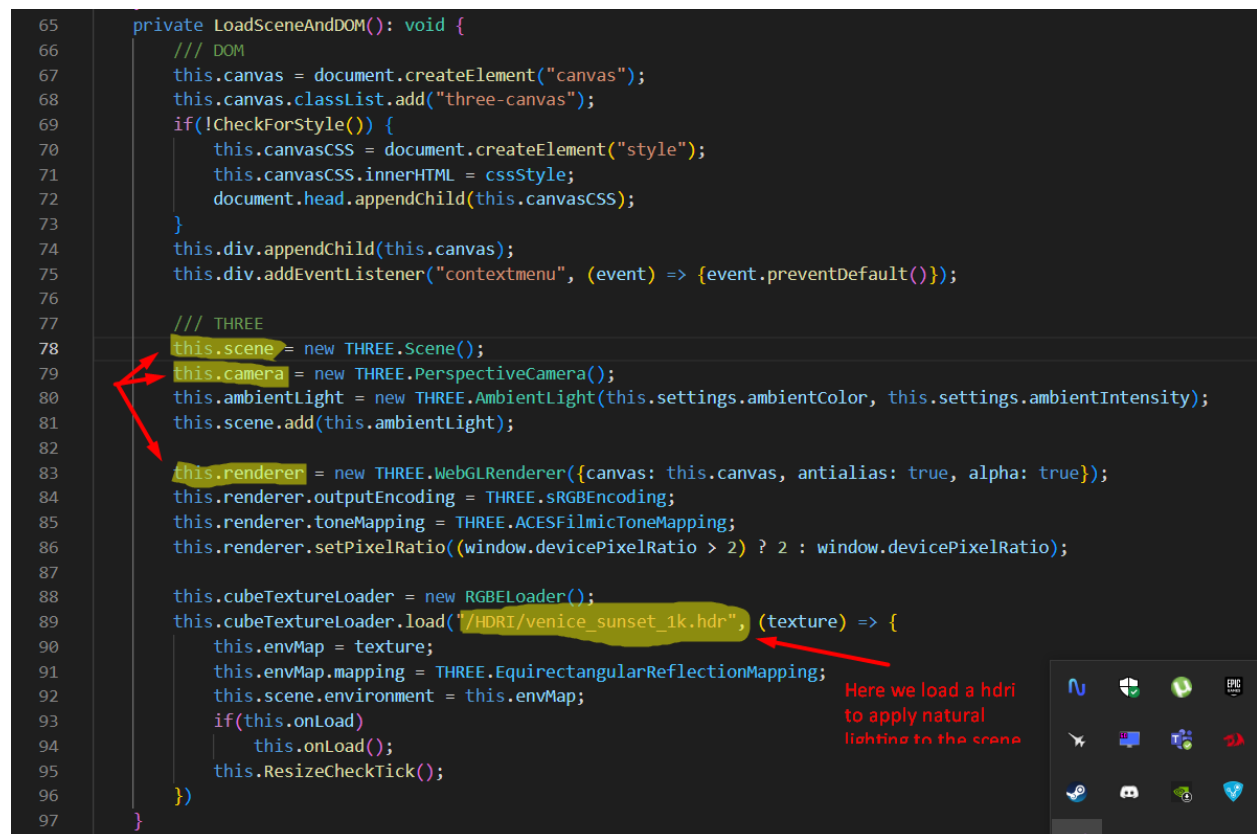 65 private LoadSceneAndDOM(): void {
66 /// DOM
67 this.canvas = document.createElement("canvas");
68 this.canvas.classList.add("three-canvas");
69 if(!CheckForStyle()) {
70 this.canvasCSS = document.createElement("style");
71 this.canvasCSS.innerHTML = cssStyle;
72 document.head.appendChild(this.canvasCSS);
73 }
74 this.div.appendChild(this.canvas);
75 this.div.addEventListener("contextmenu", (event) => {event.preventDefault()});
76
77 /// THREE
78 this.scene = new THREE.Scene();
79 this.camera = new THREE.PerspectiveCamera();
80 this.ambientLight = new THREE.AmbientLight(this.settings.ambientColor, this.settings.ambientIntensity);
81 this.scene.add(this.ambientLight);
82
83 this.renderer = new THREE.WebGLRenderer({canvas: this.canvas, antialias: true, alpha: true});
84 this.renderer.outputEncoding = THREE.sRGBEncoding;
85 this.renderer.toneMapping = THREE.ACESFilmicToneMapping;
86 this.renderer.setPixelRatio((window.devicePixelRatio > 2) ? 2 : window.devicePixelRatio);
87
88 this.cubeTextureLoader = new RGBELoader();
89 this.cubeTextureLoader.load("/HDRI/venice_sunset_1k.hdr", (texture) => {
90 this.envMap = texture;
91 this.envMap.mapping = THREE.EquirectangularReflectionMapping;
92 this.scene.environment = this.envMap;
93 if(this.onLoad)
94 this.onLoad();
95 this.ResizeCheckTick();
96 })
97 }
Here we load a hdri
to apply natural
lighting to the scene
EPIC
GAMES